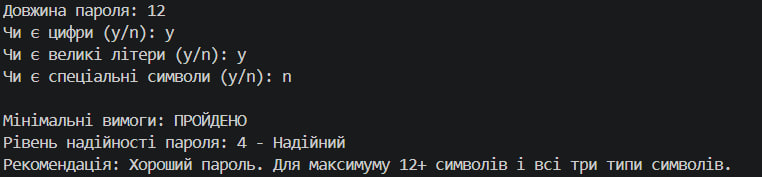 Довжина пароля: 12
Чи є цифри (y/n): y
Чи є великі літери (y/n): y
Чи є спеціальні символи (y/n): n
Мінімальні вимоги: ПРОЙДЕНО
Рівень надійності пароля: 4 - Надійний
Рекомендація: Хороший пароль. Для максимуму 12+ символів і всі три типи символів.